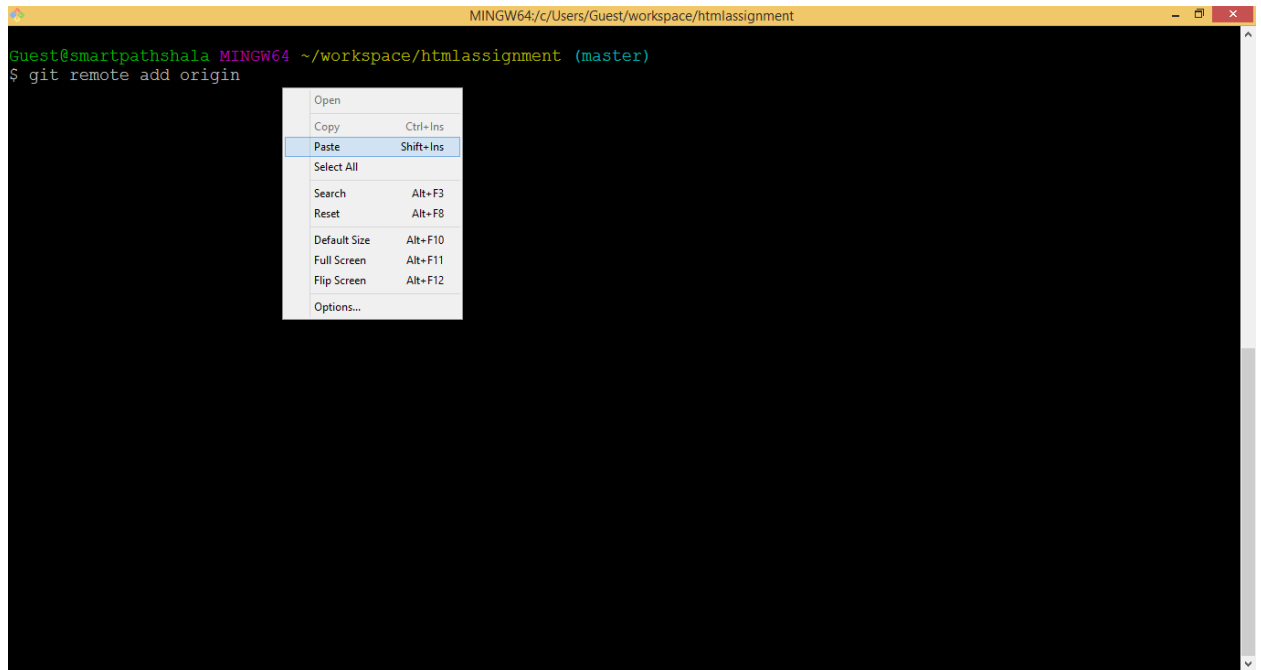 MINGW64:/c/Users/Guest/workspace/htmlassignment
Guest@smartpathshala MINGW64 ~/workspace/htmlassignment (master)
$ git remote add origin
Open
Copy Ctrl+Ins
Paste Shift+Ins
Select All
Search Alt+F3
Reset Alt+F8
Default Size Alt+F10
Full Screen Alt+F11
Flip Screen Alt+F12
Options...